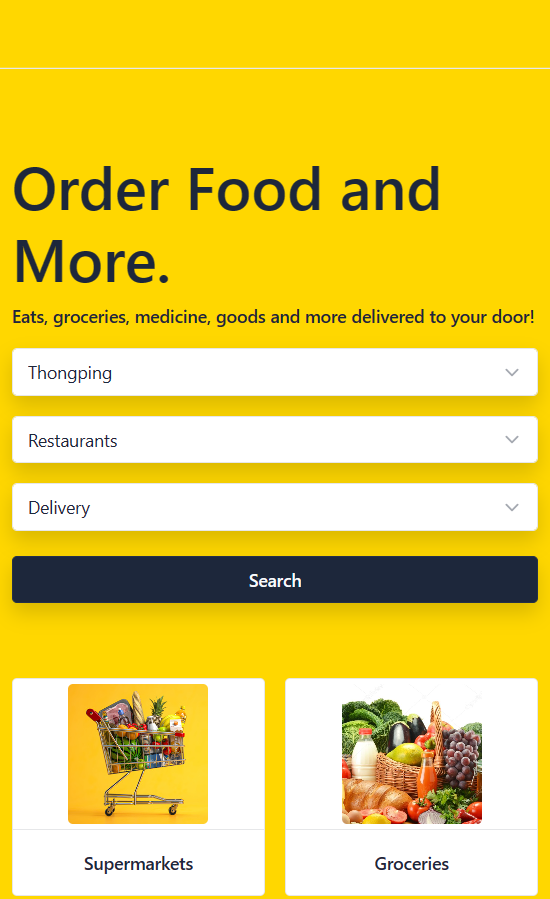 Order Food and
More.
Eats, groceries, medicine, goods and more delivered to your door!
Thongping
Restaurants
Delivery
Search
Supermarkets
Groceries